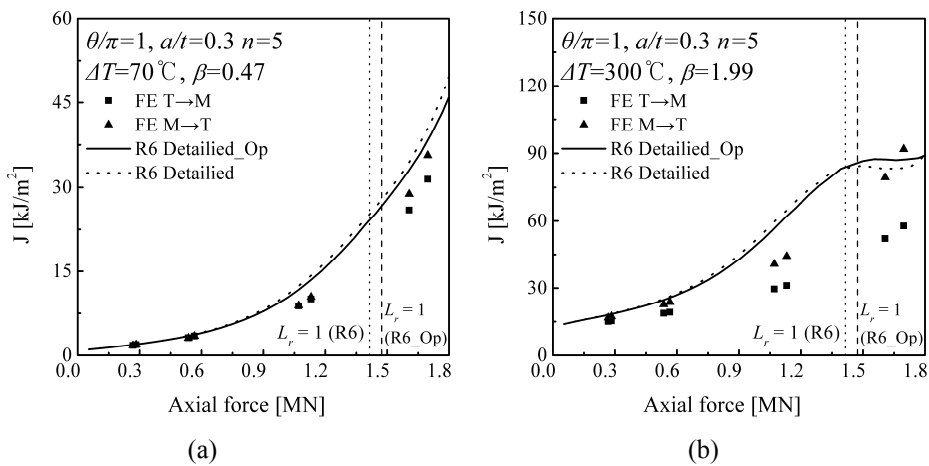 60
45
30
15
0
J [kJ/m²]
θ/π=1, a/t=0.3 n=5
ΔT=70℃, β=0.47
FE T→M
FE M→T
R6 Detailied_Op
R6 Detailied
L_r = 1 (R6)
L_r = 1
(R6_Op)
0.0 0.3 0.6 0.9 1.2 1.5 1.8
Axial force [MN]
(a)
150
120
90
60
30
0
J [kJ/m²]
θ/π=1, a/t=0.3 n=5
ΔT=300℃, β=1.99
FE T→M
FE M→T
R6 Detailied_Op
R6 Detailied
L_r = 1 (R6)
L_r = 1
(R6_Op)
0.0 0.3 0.6 0.9 1.2 1.5 1.8
Axial force [MN]
(b)